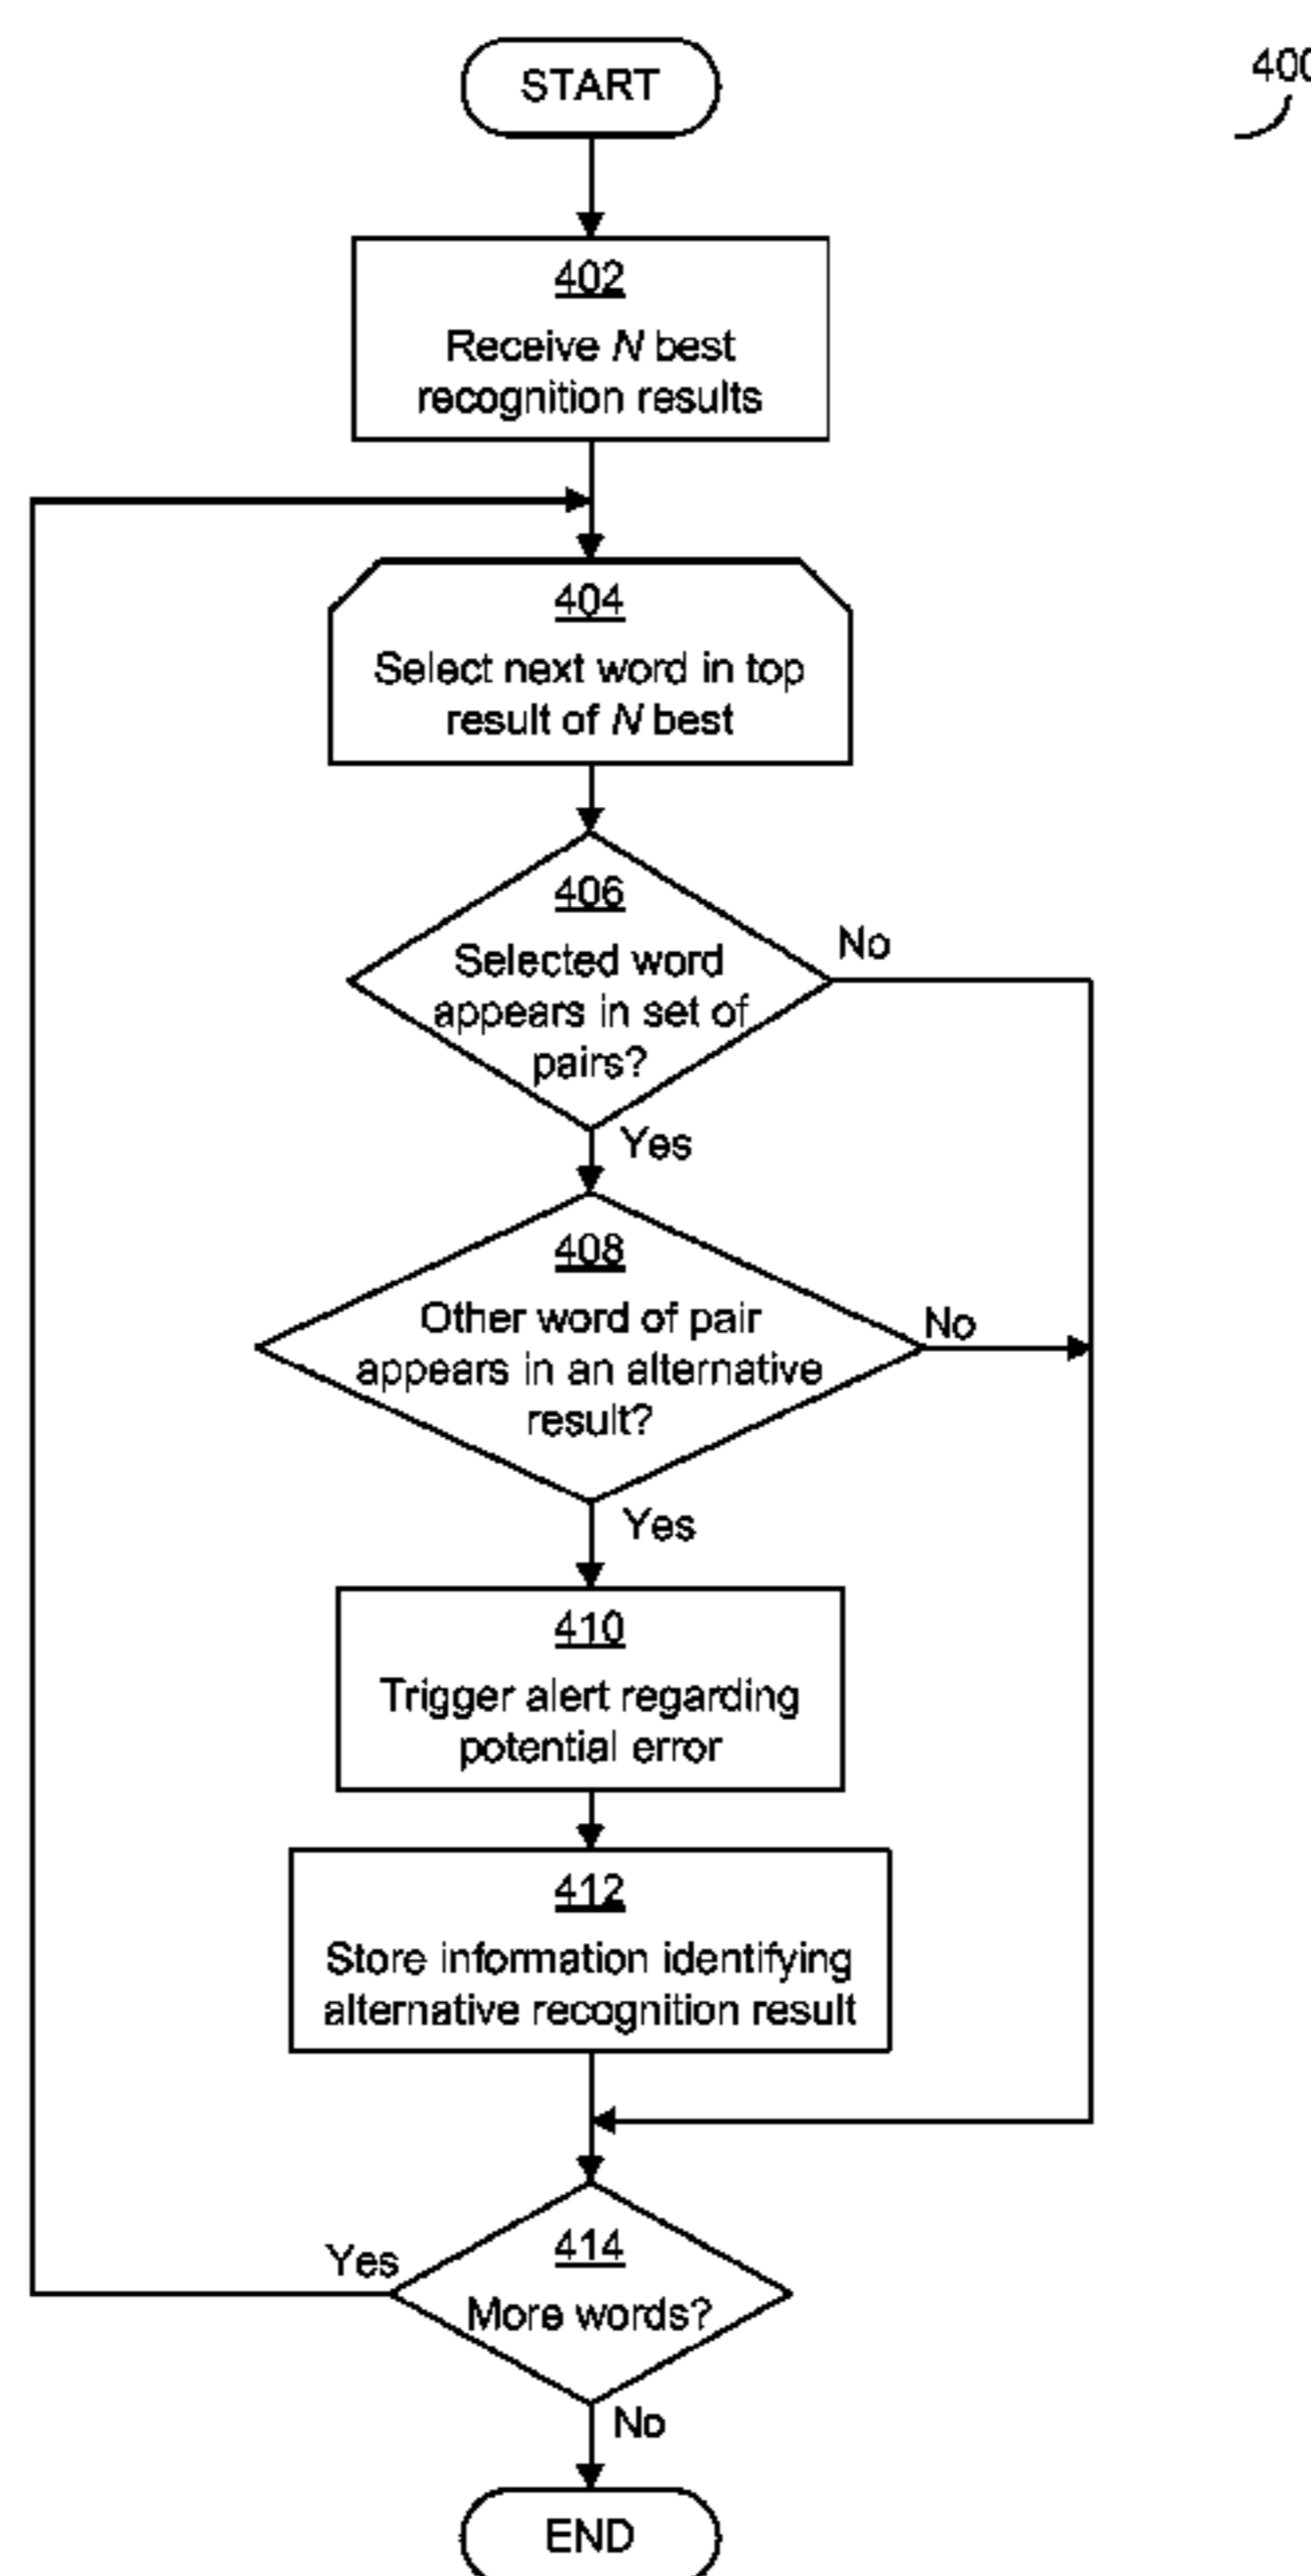 START
400
402
Receive N best
recognition results
404
Select next word in top
result of N best
406
Selected word
appears in set of
pairs?
No
Yes
408
Other word of pair
appears in an alternative
result?
No
Yes
410
Trigger alert regarding
potential error
412
Store information identifying
alternative recognition result
414
More words?
Yes
No
END